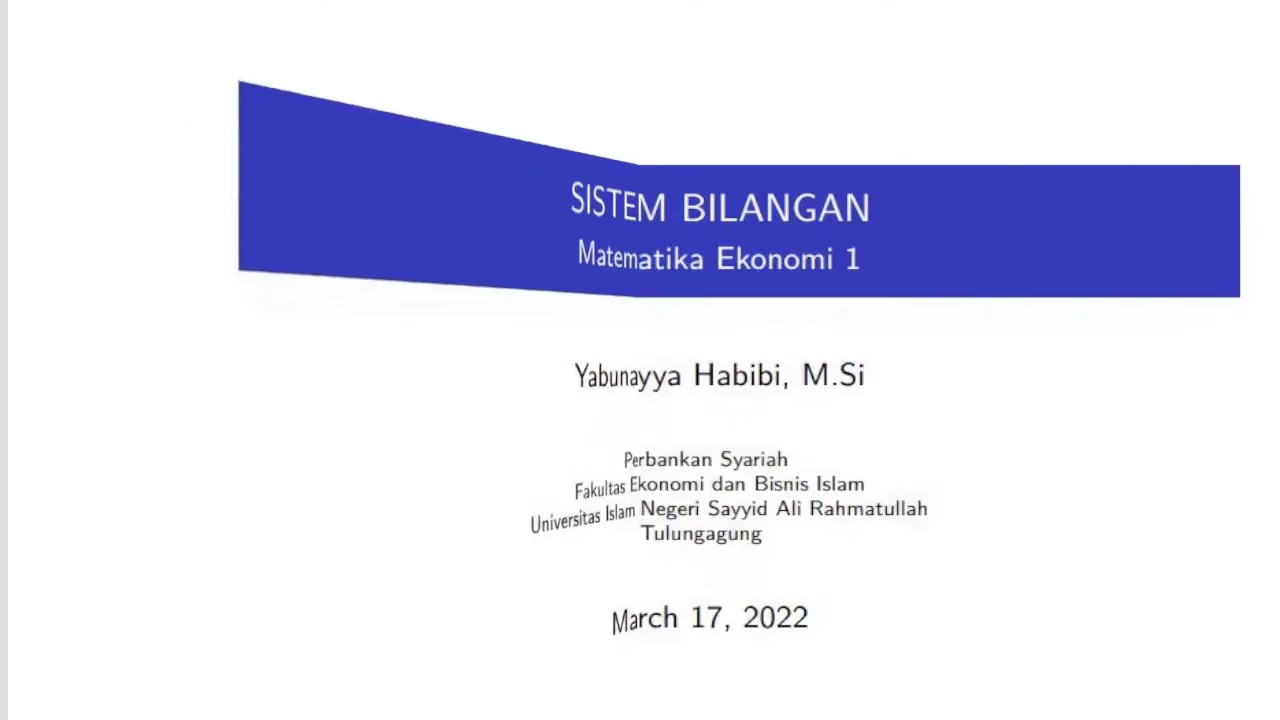 SISTEM BILANGAN
Matematika Ekonomi 1
Yabunayya Habibi, M.Si
Perbankan Syariah
Fakultas Ekonomi dan Bisnis Islam
Universitas Islam Negeri Sayyid Ali Rahmatullah
Tulungagung
March 17, 2022